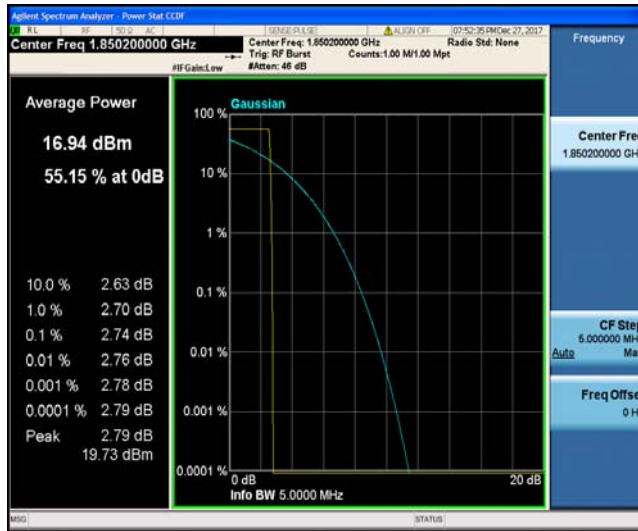 Agilent Spectrum Analyzer - Power Stat CCDF
RL RF 50 Ω AC SENSE:PULSE ALIGN OFF 07:52:35 PM Dec 27, 2017
Center Freq 1.850200000 GHz
Center Freq: 1.850200000 GHz
Radio Std: None
Trig: RF Burst
Counts:1.00 M/1.00 Mpt
#IFGain:Low
#Atten: 46 dB
Frequency
Average Power
16.94 dBm
55.15 % at 0dB
10.0 % 2.63 dB
1.0 % 2.70 dB
0.1 % 2.74 dB
0.01 % 2.76 dB
0.001 % 2.78 dB
0.0001 % 2.79 dB
Peak 2.79 dB
19.73 dBm
Gaussian
100 %
10 %
1 %
0.1 %
0.01 %
0.001 %
0.0001 %
0 dB
20 dB
Info BW 5.0000 MHz
Center Fre
1.850200000 GH
CF Ste
5.000000 MH
Auto Ma
Freq Offse
0 H
MSG
STATUS